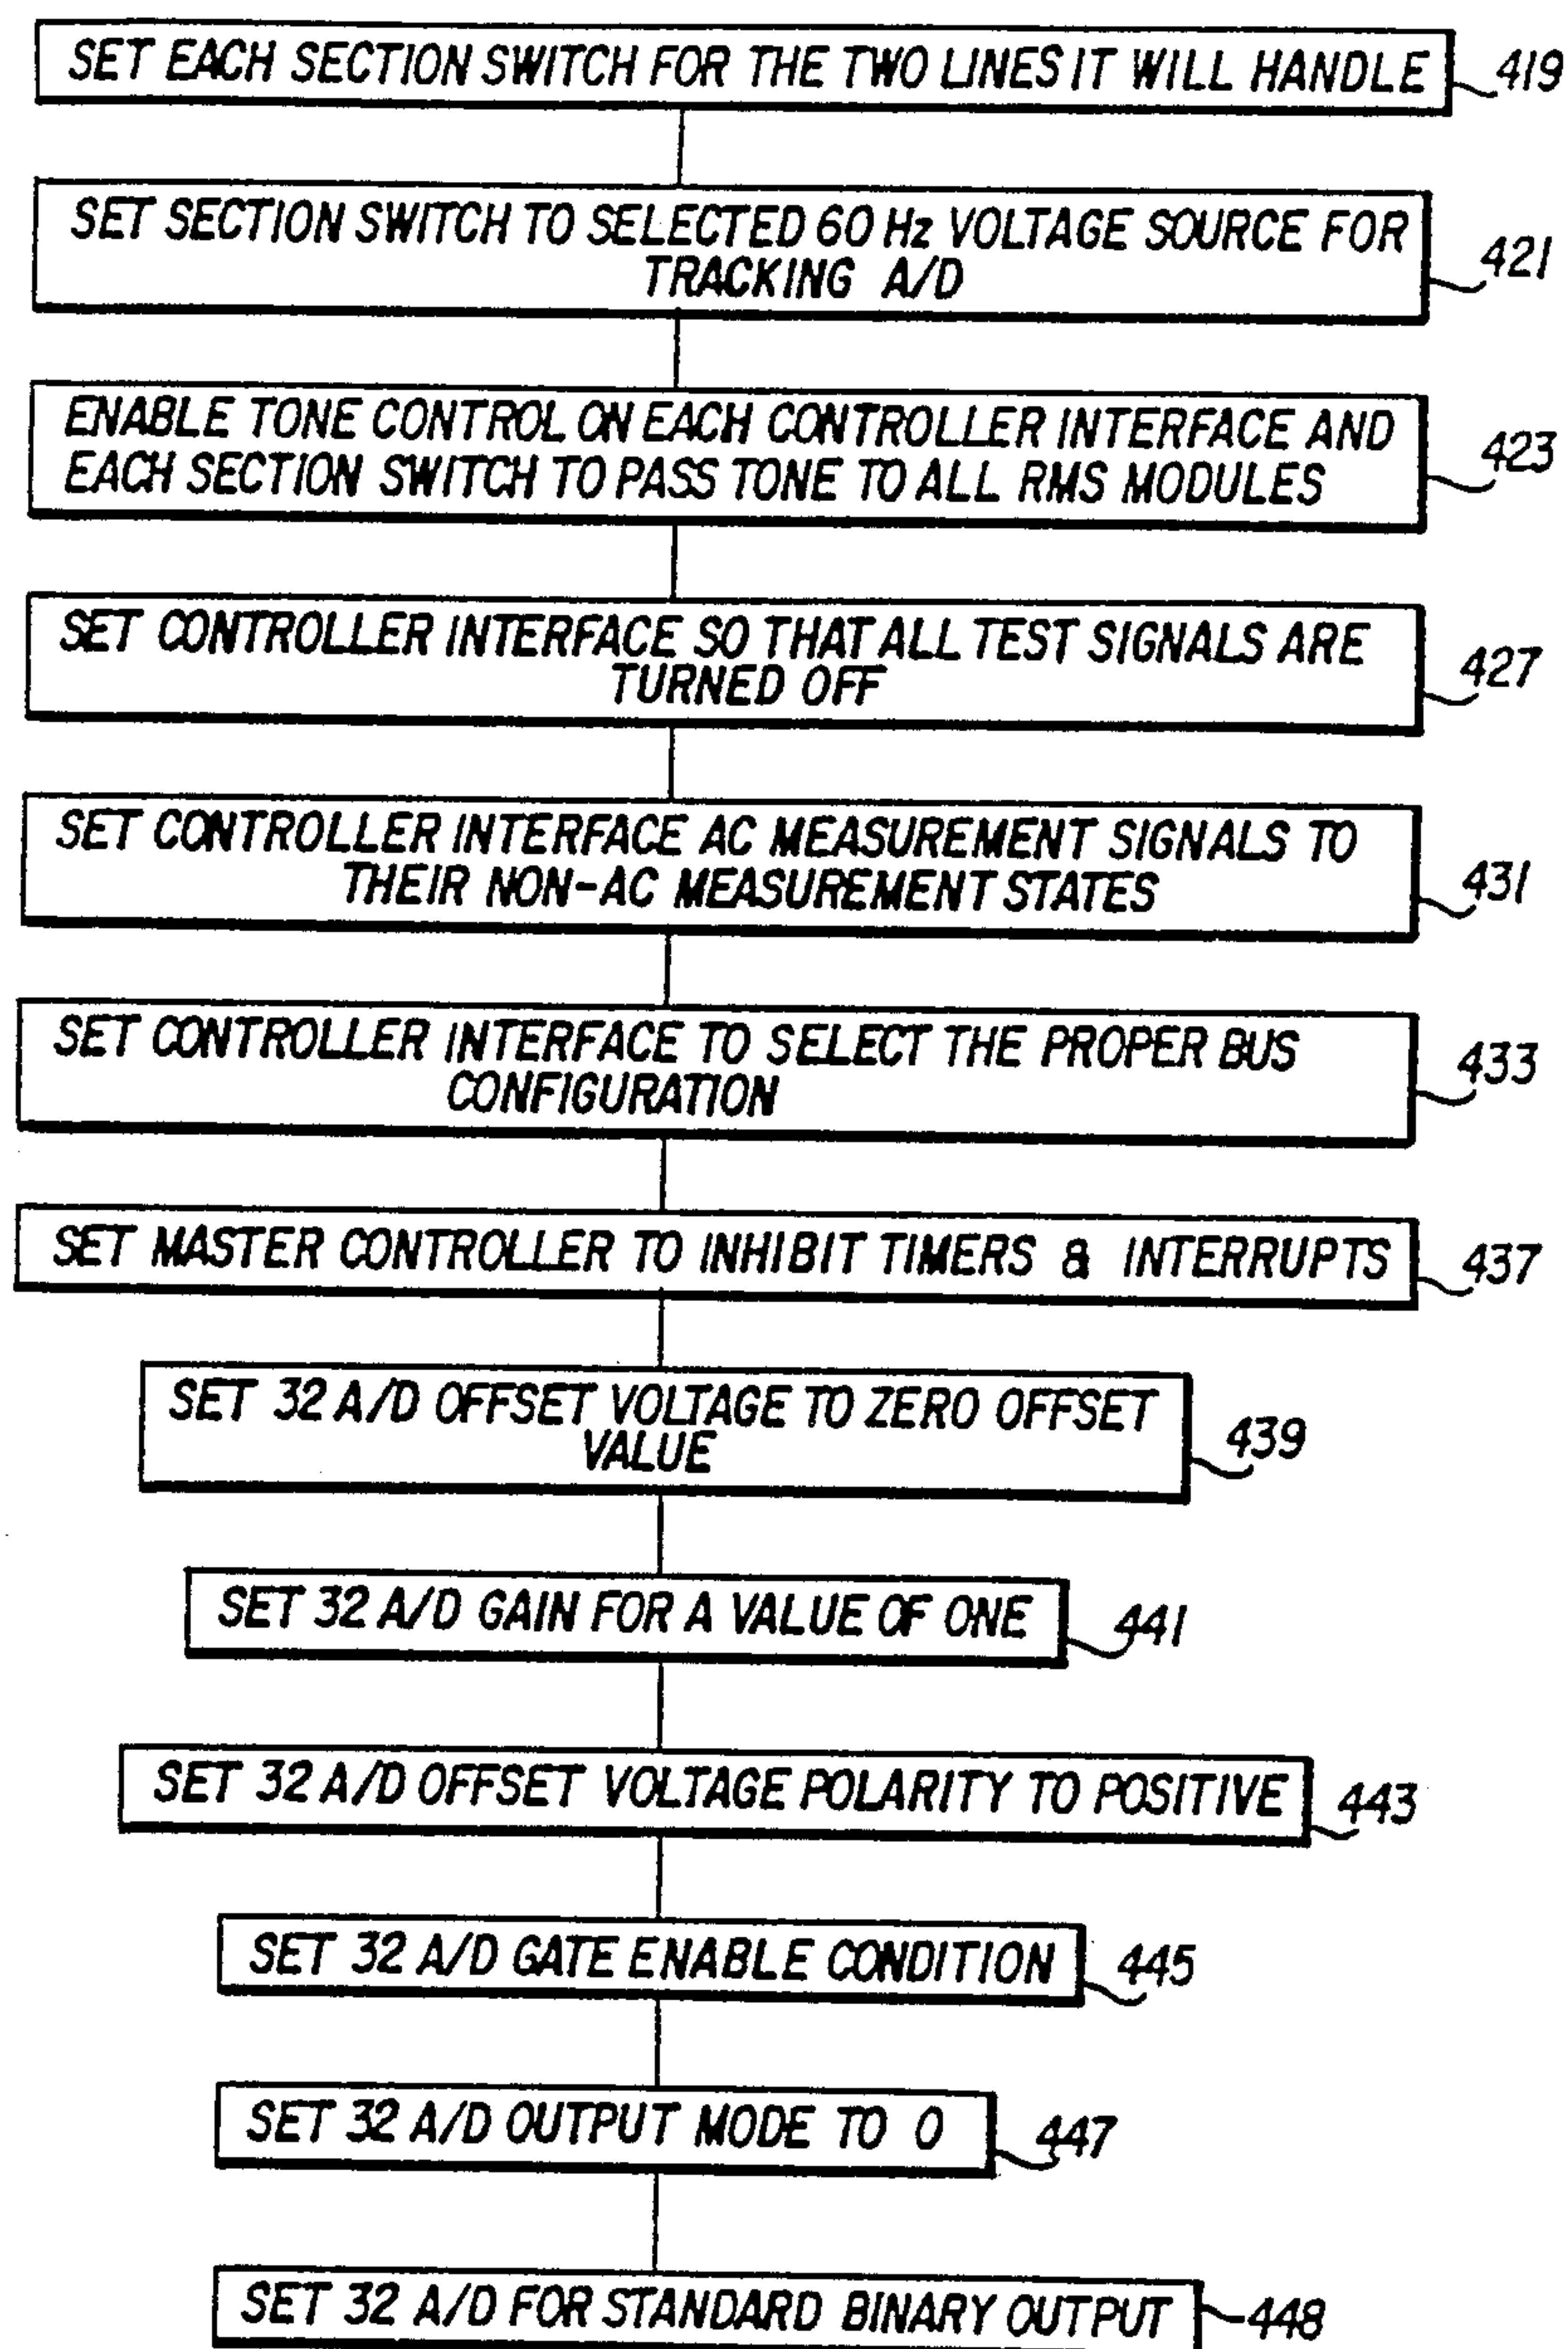 SET EACH SECTION SWITCH FOR THE TWO LINES IT WILL HANDLE
419
SET SECTION SWITCH TO SELECTED 60 Hz VOLTAGE SOURCE FOR
TRACKING A/D
421
ENABLE TONE CONTROL ON EACH CONTROLLER INTERFACE AND
EACH SECTION SWITCH TO PASS TONE TO ALL RMS MODULES
423
SET CONTROLLER INTERFACE SO THAT ALL TEST SIGNALS ARE
TURNED OFF
427
SET CONTROLLER INTERFACE AC MEASUREMENT SIGNALS TO
THEIR NON-AC MEASUREMENT STATES
431
SET CONTROLLER INTERFACE TO SELECT THE PROPER BUS
CONFIGURATION
433
SET MASTER CONTROLLER TO INHIBIT TIMERS & INTERRUPTS
437
SET 32 A/D OFFSET VOLTAGE TO ZERO OFFSET
VALUE
439
SET 32 A/D GAIN FOR A VALUE OF ONE
441
SET 32 A/D OFFSET VOLTAGE POLARITY TO POSITIVE
443
SET 32 A/D GATE ENABLE CONDITION
445
SET 32 A/D OUTPUT MODE TO 0
447
SET 32 A/D FOR STANDARD BINARY OUTPUT
448